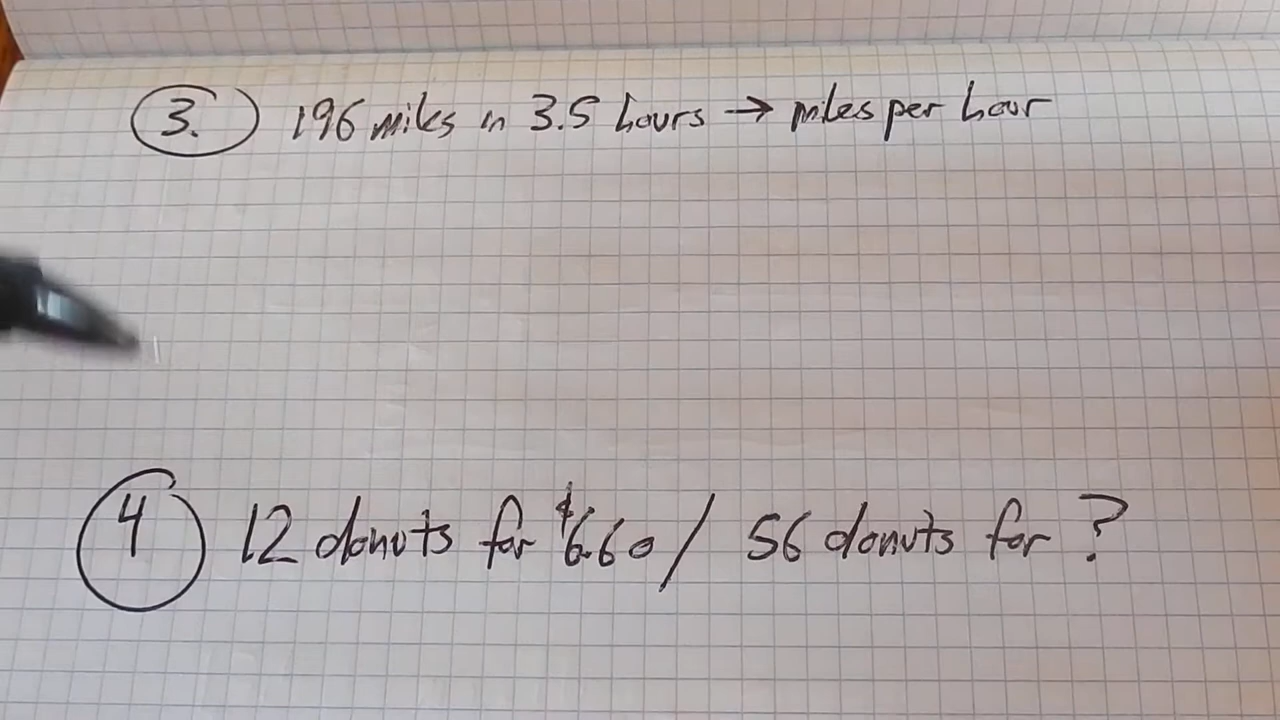 3. 196 miles in 3.5 hours → miles per hour
4 12 donuts for $6.60 / 56 donuts for ?